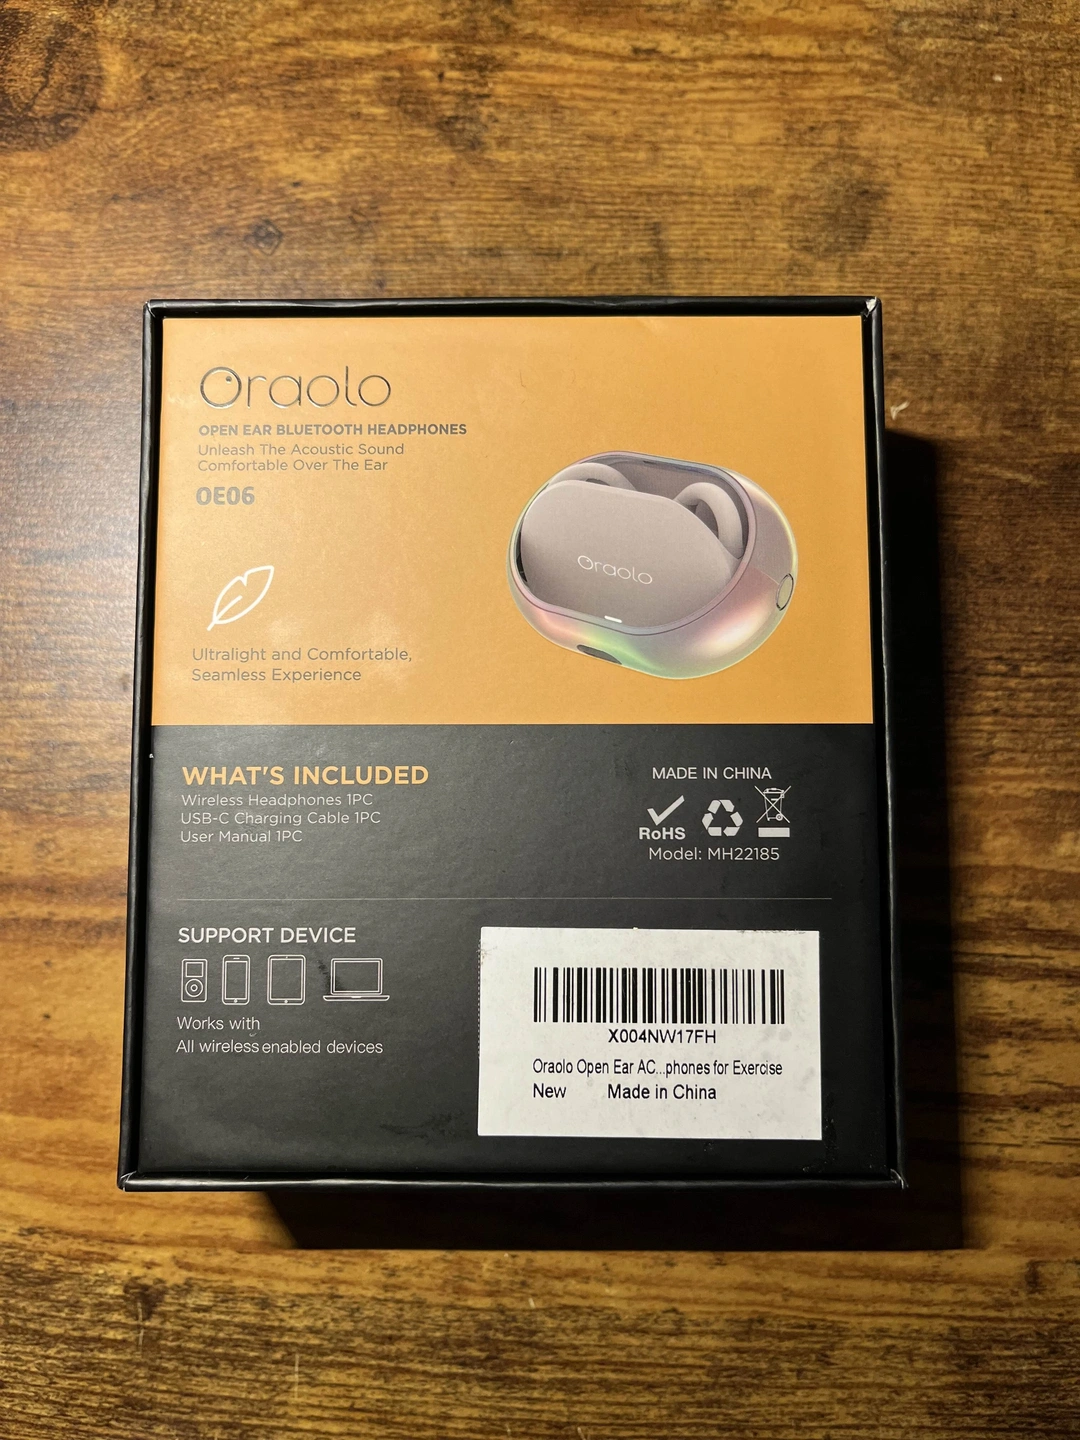 Oraolo
OPEN EAR BLUETOOTH HEADPHONES
Unleash The Acoustic Sound
Comfortable Over The Ear
OE06
Oraolo
Ultralight and Comfortable,
Seamless Experience
WHAT'S INCLUDED
Wireless Headphones 1PC
USB-C Charging Cable 1PC
User Manual 1PC
MADE IN CHINA
RoHS
Model: MH22185
SUPPORT DEVICE
Works with
All wireless enabled devices
X004NW17FH
Oraolo Open Ear AC...phones for Exercise
New Made in China